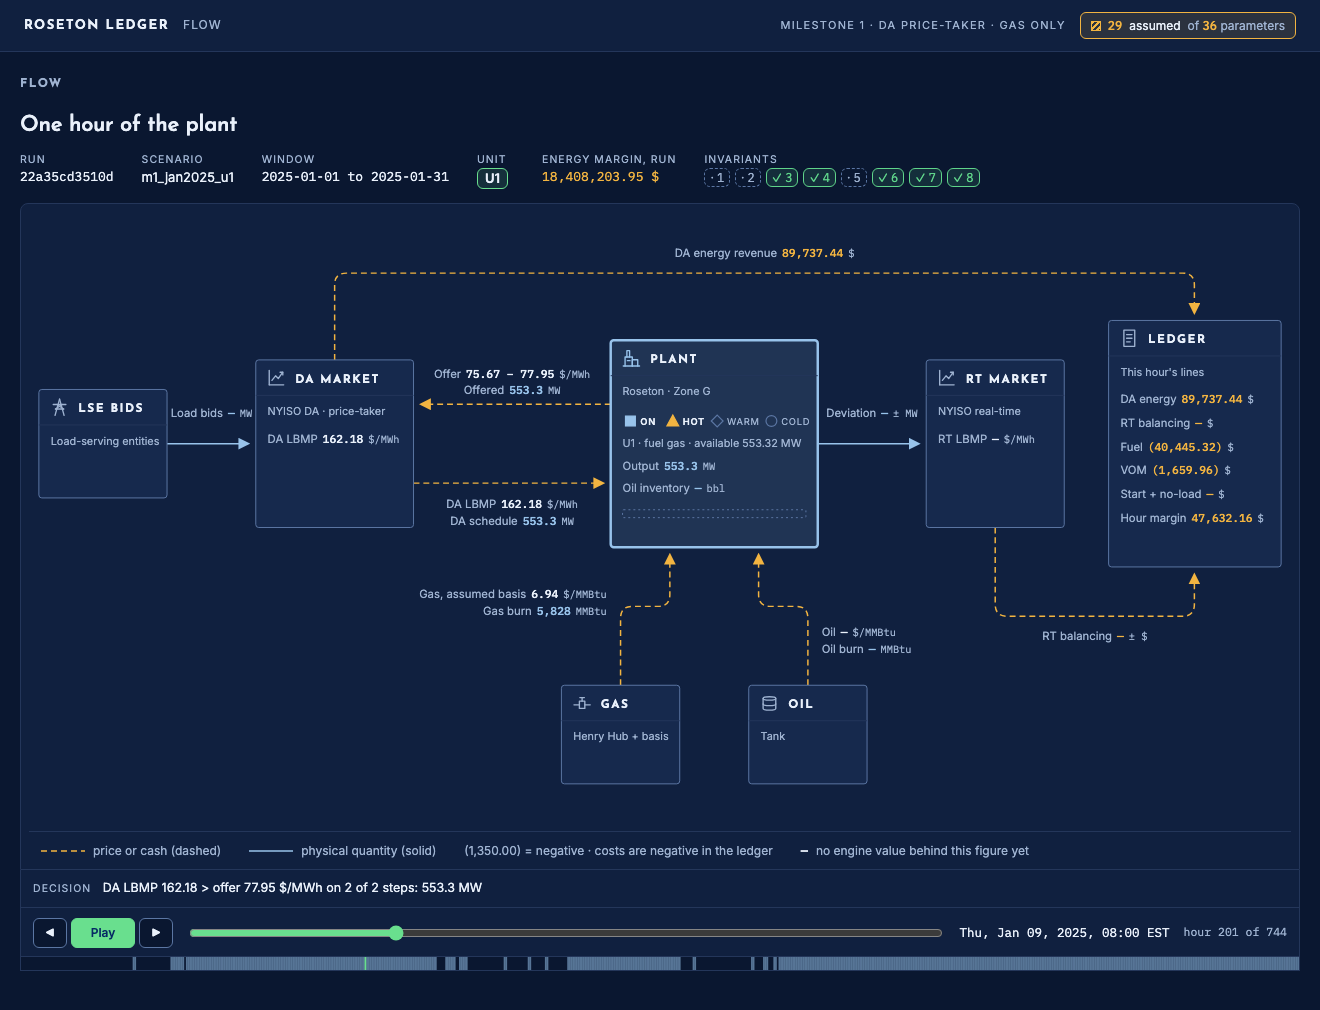 ROSETON LEDGER FLOW
MILESTONE 1 · DA PRICE-TAKER · GAS ONLY
29 assumed of 36 parameters
FLOW
One hour of the plant
RUN
22a35cd3510d
SCENARIO
m1_jan2025_u1
WINDOW
2025-01-01 to 2025-01-31
UNIT
U1
ENERGY MARGIN, RUN
18,408,203.95 $
INVARIANTS
· 1 · 2 ✓ 3 ✓ 4 · 5 ✓ 6 ✓ 7 ✓ 8
DA energy revenue 89,737.44 $
LSE BIDS
Load-serving entities
Load bids — MW
DA MARKET
NYISO DA · price-taker
DA LBMP 162.18 $/MWh
Offer 75.67 – 77.95 $/MWh
Offered 553.3 MW
DA LBMP 162.18 $/MWh
DA schedule 553.3 MW
PLANT
Roseton · Zone G
ON HOT WARM COLD
U1 · fuel gas · available 553.32 MW
Output 553.3 MW
Oil inventory — bbl
Deviation — ± MW
RT MARKET
NYISO real-time
RT LBMP — $/MWh
LEDGER
This hour's lines
DA energy 89,737.44 $
RT balancing — $
Fuel (40,445.32) $
VOM (1,659.96) $
Start + no-load — $
Hour margin 47,632.16 $
Gas, assumed basis 6.94 $/MMBtu
Gas burn 5,828 MMBtu
Oil — $/MMBtu
Oil burn — MMBtu
RT balancing — ± $
GAS
Henry Hub + basis
OIL
Tank
price or cash (dashed)
physical quantity (solid)
(1,350.00) = negative · costs are negative in the ledger
— no engine value behind this figure yet
DECISION DA LBMP 162.18 > offer 77.95 $/MWh on 2 of 2 steps: 553.3 MW
◀ Play ▶
Thu, Jan 09, 2025, 08:00 EST
hour 201 of 744